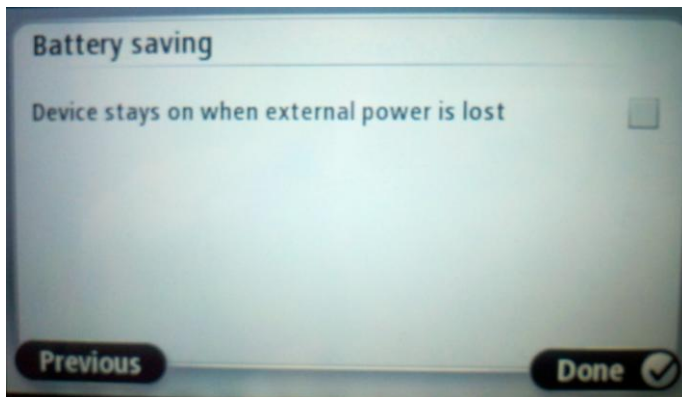 Battery saving
Device stays on when external power is lost
Previous
Done